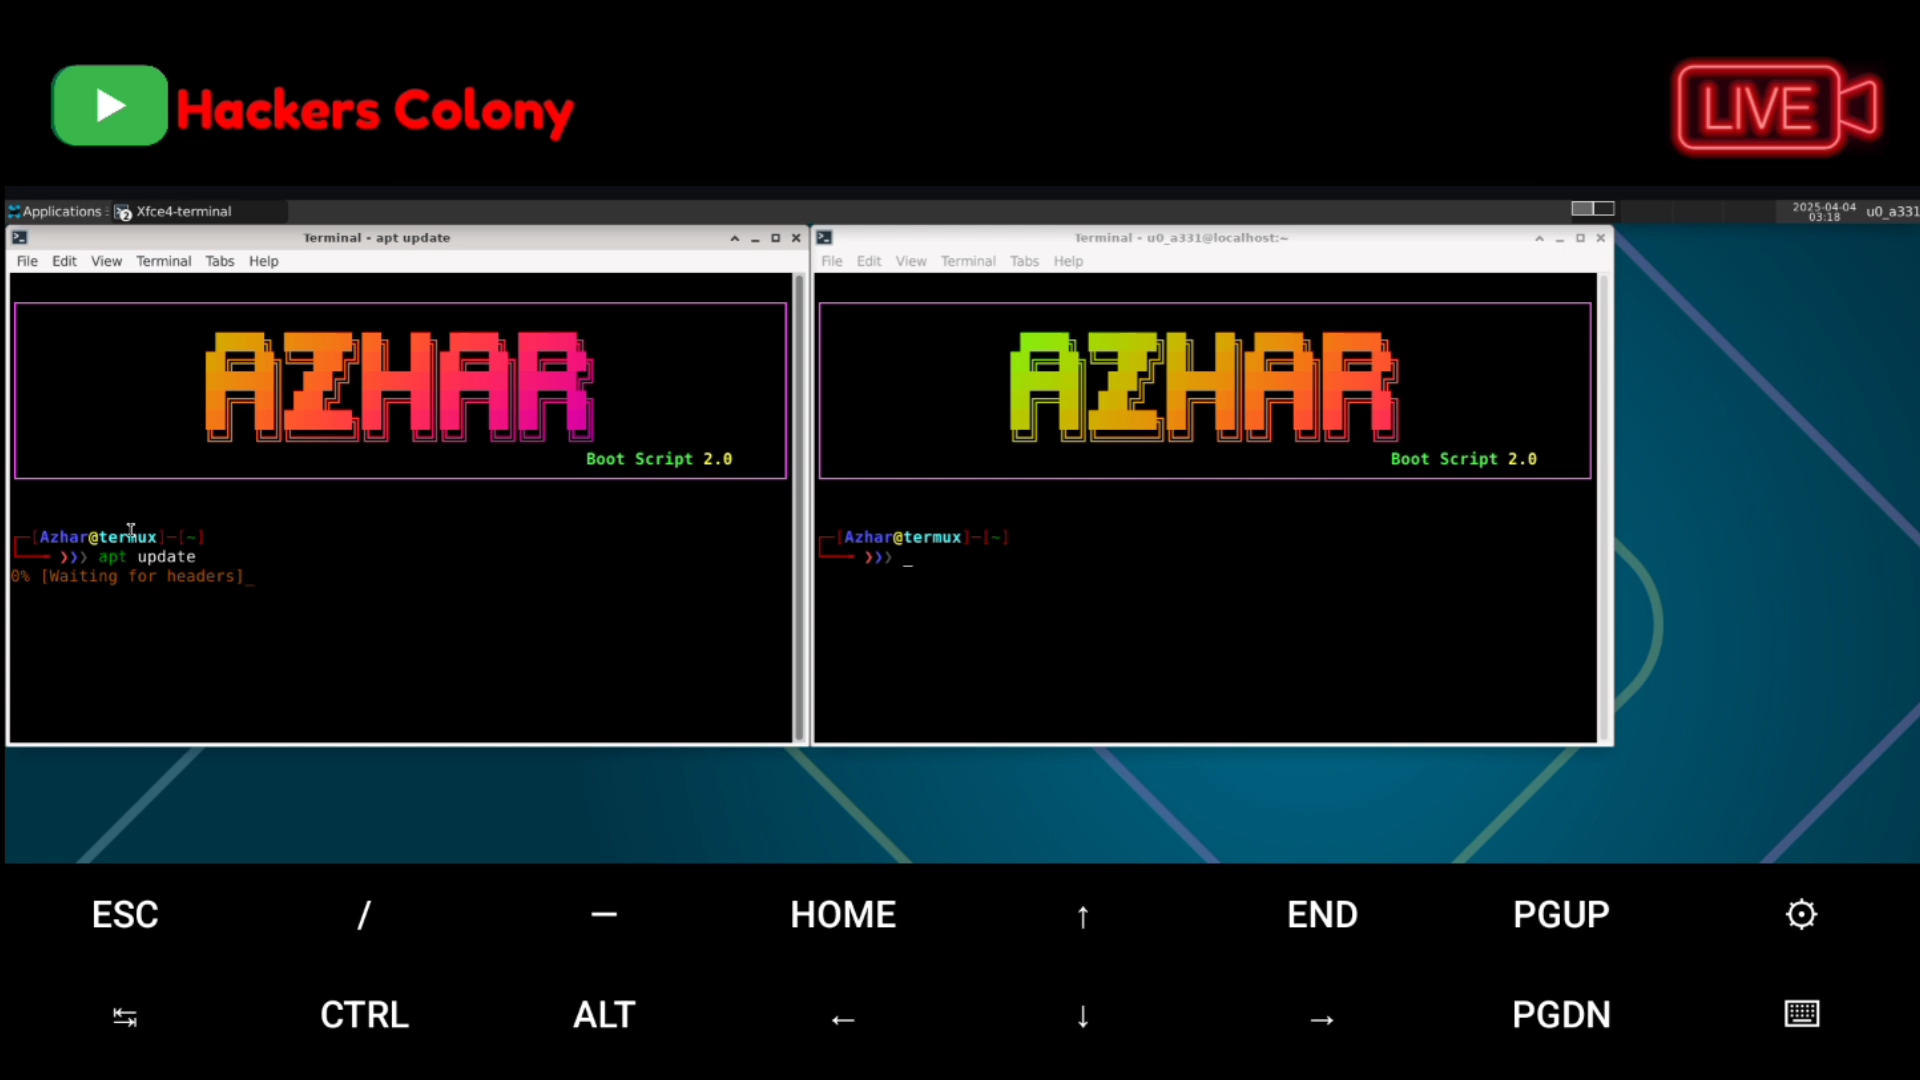 Hackers Colony
LIVE
Applications
Xfce4-terminal
2025-04-04
03:18
u0_a331
Terminal - apt update
File Edit View Terminal Tabs Help
AZHAR
Boot Script 2.0
[Azhar@termux]-[~]
❯❯❯ apt update
0% [Waiting for headers]_
Terminal - u0_a331@localhost:~
File Edit View Terminal Tabs Help
AZHAR
Boot Script 2.0
[Azhar@termux]-[~]
❯❯❯ _
ESC / — HOME ↑ END PGUP
CTRL ALT ← ↓ → PGDN